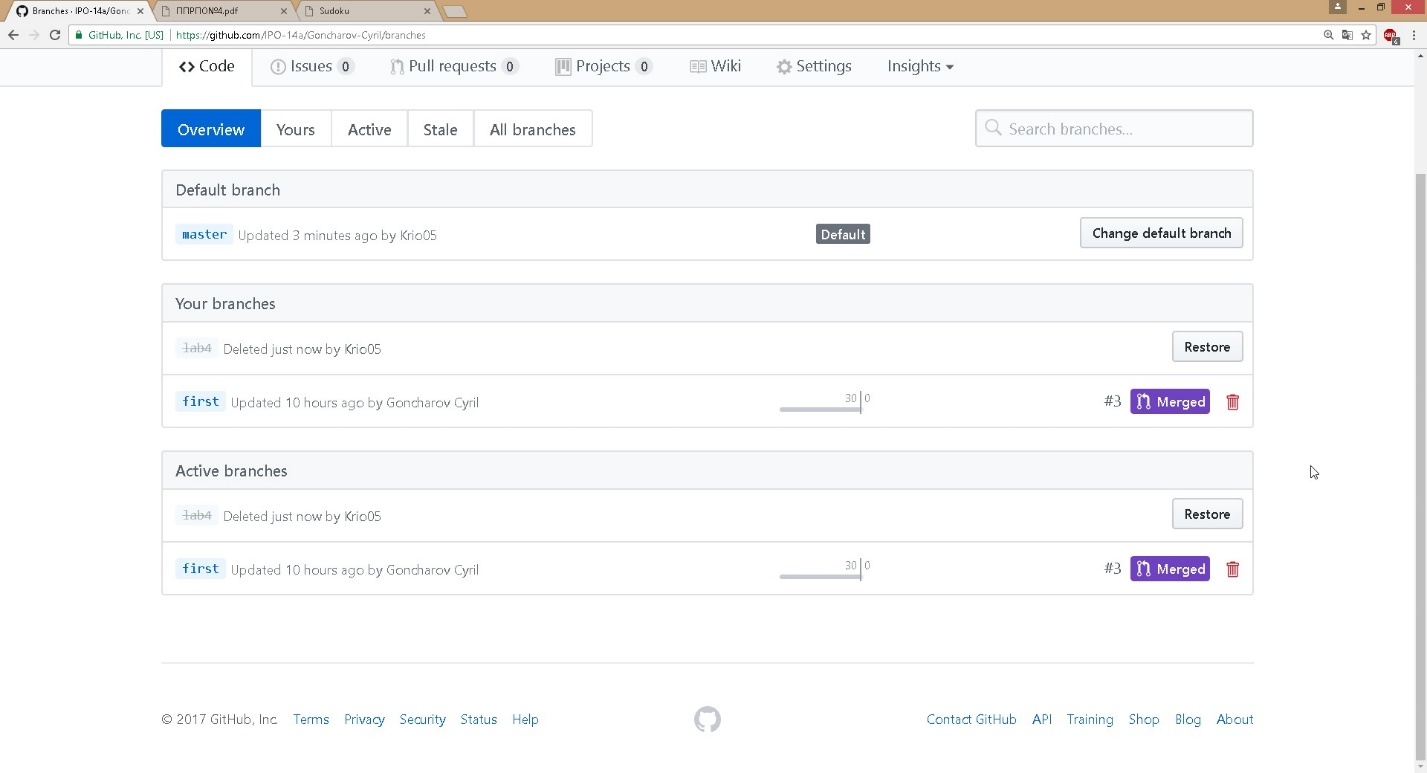 Branches · IPO-14a/Gonc
ППРПО№4.pdf
Sudoku
GitHub, Inc. [US] | https://github.com/IPO-14a/Goncharov-Cyril/branches
Code Issues 0 Pull requests 0 Projects 0 Wiki Settings Insights
Overview Yours Active Stale All branches Search branches...
Default branch
master Updated 3 minutes ago by Krio05 Default Change default branch
Your branches
lab4 Deleted just now by Krio05 Restore
first Updated 10 hours ago by Goncharov Cyril 30 0 #3 Merged
Active branches
lab4 Deleted just now by Krio05 Restore
first Updated 10 hours ago by Goncharov Cyril 30 0 #3 Merged
© 2017 GitHub, Inc. Terms Privacy Security Status Help Contact GitHub API Training Shop Blog About